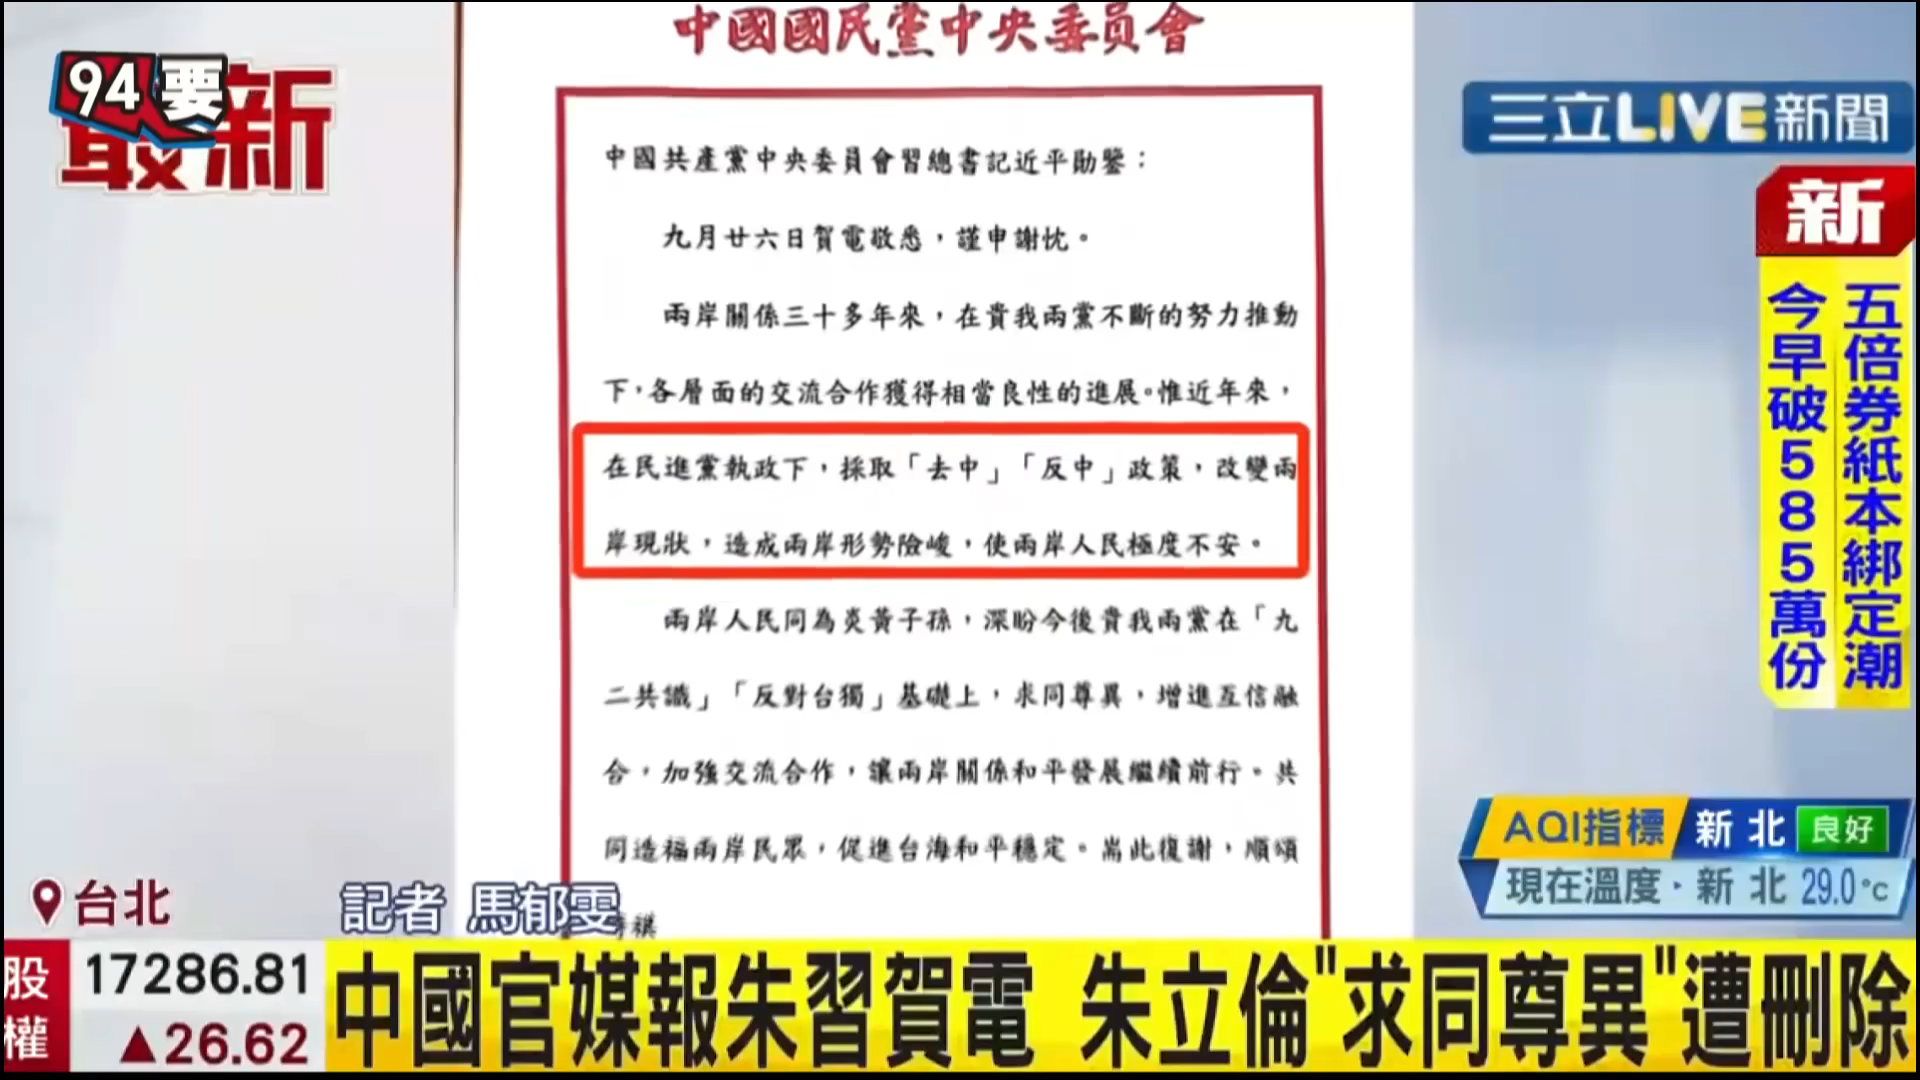 中國國民黨中央委員會
94要
最新
三立LIVE新聞
中國共產黨中央委員會習總書記近平勛鑒：
九月廿六日賀電敬悉，謹申謝忱。
兩岸關係三十多年來，在貴我兩黨不斷的努力推動
下，各層面的交流合作獲得相當良性的進展。惟近年來，
在民進黨執政下，採取「去中」「反中」政策，改變兩
岸現狀，造成兩岸形勢險峻，使兩岸人民極度不安。
兩岸人民同為炎黃子孫，深盼今後貴我兩黨在「九
二共識」「反對台獨」基礎上，求同尊異，增進互信融
合，加強交流合作，讓兩岸關係和平發展繼續前行。共
同造福兩岸民眾，促進台海和平穩定。耑此復謝，順頌
祺
新
五倍券紙本綁定潮
今早破585萬份
AQI指標 新北 良好
現在溫度・新北 29.0°C
台北
記者 馬郁雯
股權
17286.81
▲26.62
中國官媒報朱習賀電 朱立倫"求同尊異"遭刪除